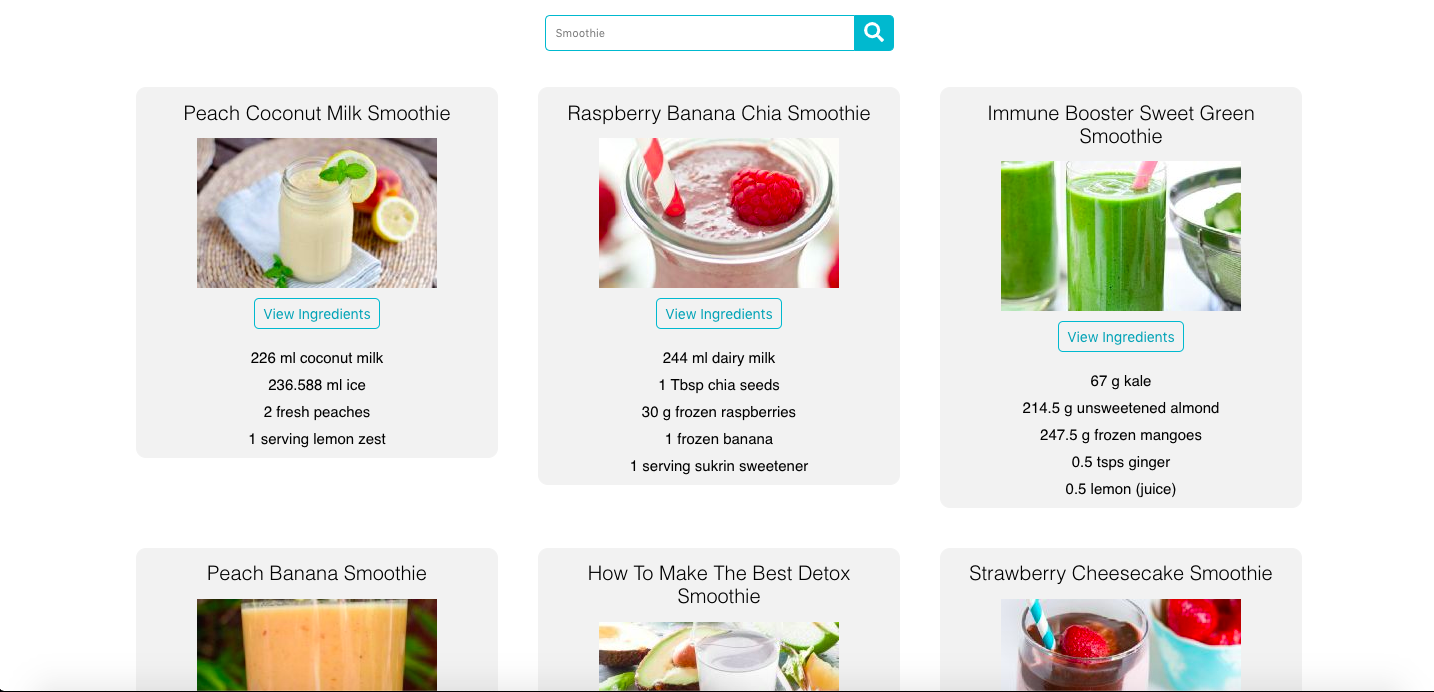 Smoothie
Peach Coconut Milk Smoothie
View Ingredients
226 ml coconut milk
236.588 ml ice
2 fresh peaches
1 serving lemon zest
Raspberry Banana Chia Smoothie
View Ingredients
244 ml dairy milk
1 Tbsp chia seeds
30 g frozen raspberries
1 frozen banana
1 serving sukrin sweetener
Immune Booster Sweet Green
Smoothie
View Ingredients
67 g kale
214.5 g unsweetened almond
247.5 g frozen mangoes
0.5 tsps ginger
0.5 lemon (juice)
Peach Banana Smoothie
How To Make The Best Detox
Smoothie
Strawberry Cheesecake Smoothie